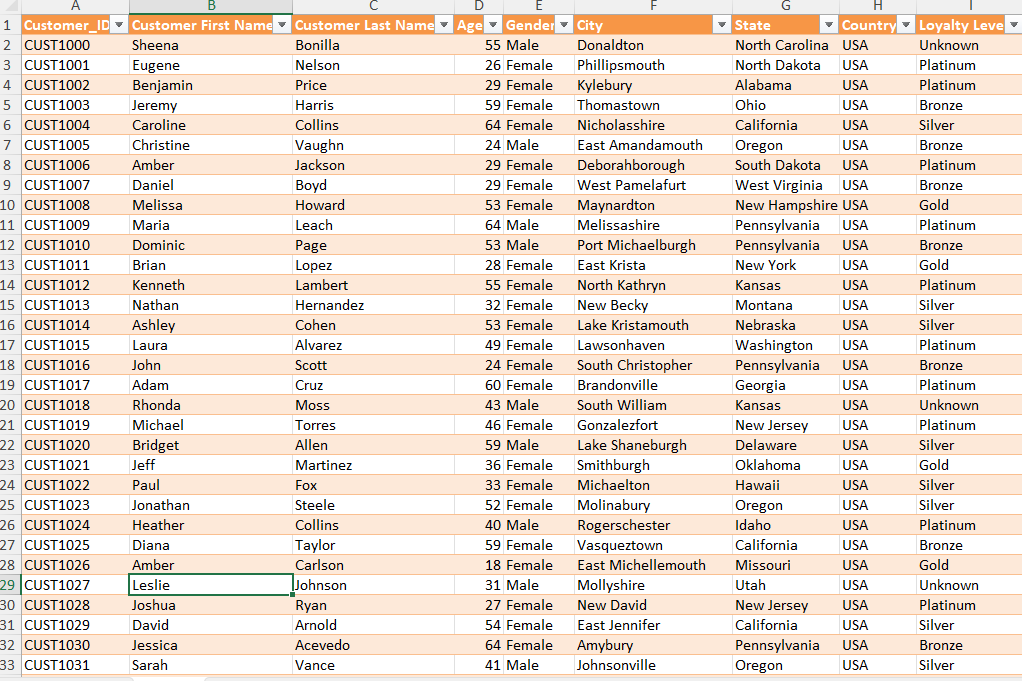 A B C D E F G H I
1 Customer_ID Customer First Name Customer Last Name Age Gender City State Country Loyalty Leve
2 CUST1000 Sheena Bonilla 55 Male Donaldton North Carolina USA Unknown
3 CUST1001 Eugene Nelson 26 Female Phillipsmouth North Dakota USA Platinum
4 CUST1002 Benjamin Price 29 Female Kylebury Alabama USA Platinum
5 CUST1003 Jeremy Harris 59 Female Thomastown Ohio USA Bronze
6 CUST1004 Caroline Collins 64 Female Nicholasshire California USA Silver
7 CUST1005 Christine Vaughn 24 Male East Amandamouth Oregon USA Bronze
8 CUST1006 Amber Jackson 29 Female Deborahborough South Dakota USA Platinum
9 CUST1007 Daniel Boyd 29 Female West Pamelafurt West Virginia USA Bronze
10 CUST1008 Melissa Howard 53 Female Maynardton New Hampshire USA Gold
11 CUST1009 Maria Leach 64 Male Melissashire Pennsylvania USA Platinum
12 CUST1010 Dominic Page 53 Male Port Michaelburgh Pennsylvania USA Bronze
13 CUST1011 Brian Lopez 28 Female East Krista New York USA Gold
14 CUST1012 Kenneth Lambert 55 Female North Kathryn Kansas USA Platinum
15 CUST1013 Nathan Hernandez 32 Female New Becky Montana USA Silver
16 CUST1014 Ashley Cohen 53 Female Lake Kristamouth Nebraska USA Silver
17 CUST1015 Laura Alvarez 49 Female Lawsonhaven Washington USA Platinum
18 CUST1016 John Scott 24 Female South Christopher Pennsylvania USA Bronze
19 CUST1017 Adam Cruz 60 Female Brandonville Georgia USA Platinum
20 CUST1018 Rhonda Moss 43 Male South William Kansas USA Unknown
21 CUST1019 Michael Torres 46 Female Gonzalezfort New Jersey USA Platinum
22 CUST1020 Bridget Allen 59 Male Lake Shaneburgh Delaware USA Silver
23 CUST1021 Jeff Martinez 36 Female Smithburgh Oklahoma USA Gold
24 CUST1022 Paul Fox 33 Female Michaelton Hawaii USA Silver
25 CUST1023 Jonathan Steele 52 Female Molinabury Oregon USA Silver
26 CUST1024 Heather Collins 40 Male Rogerschester Idaho USA Platinum
27 CUST1025 Diana Taylor 59 Female Vasqueztown California USA Bronze
28 CUST1026 Amber Carlson 18 Female East Michellemouth Missouri USA Gold
29 CUST1027 Leslie Johnson 31 Male Mollyshire Utah USA Unknown
30 CUST1028 Joshua Ryan 27 Female New David New Jersey USA Platinum
31 CUST1029 David Arnold 54 Female East Jennifer California USA Silver
32 CUST1030 Jessica Acevedo 64 Female Amybury Pennsylvania USA Bronze
33 CUST1031 Sarah Vance 41 Male Johnsonville Oregon USA Silver